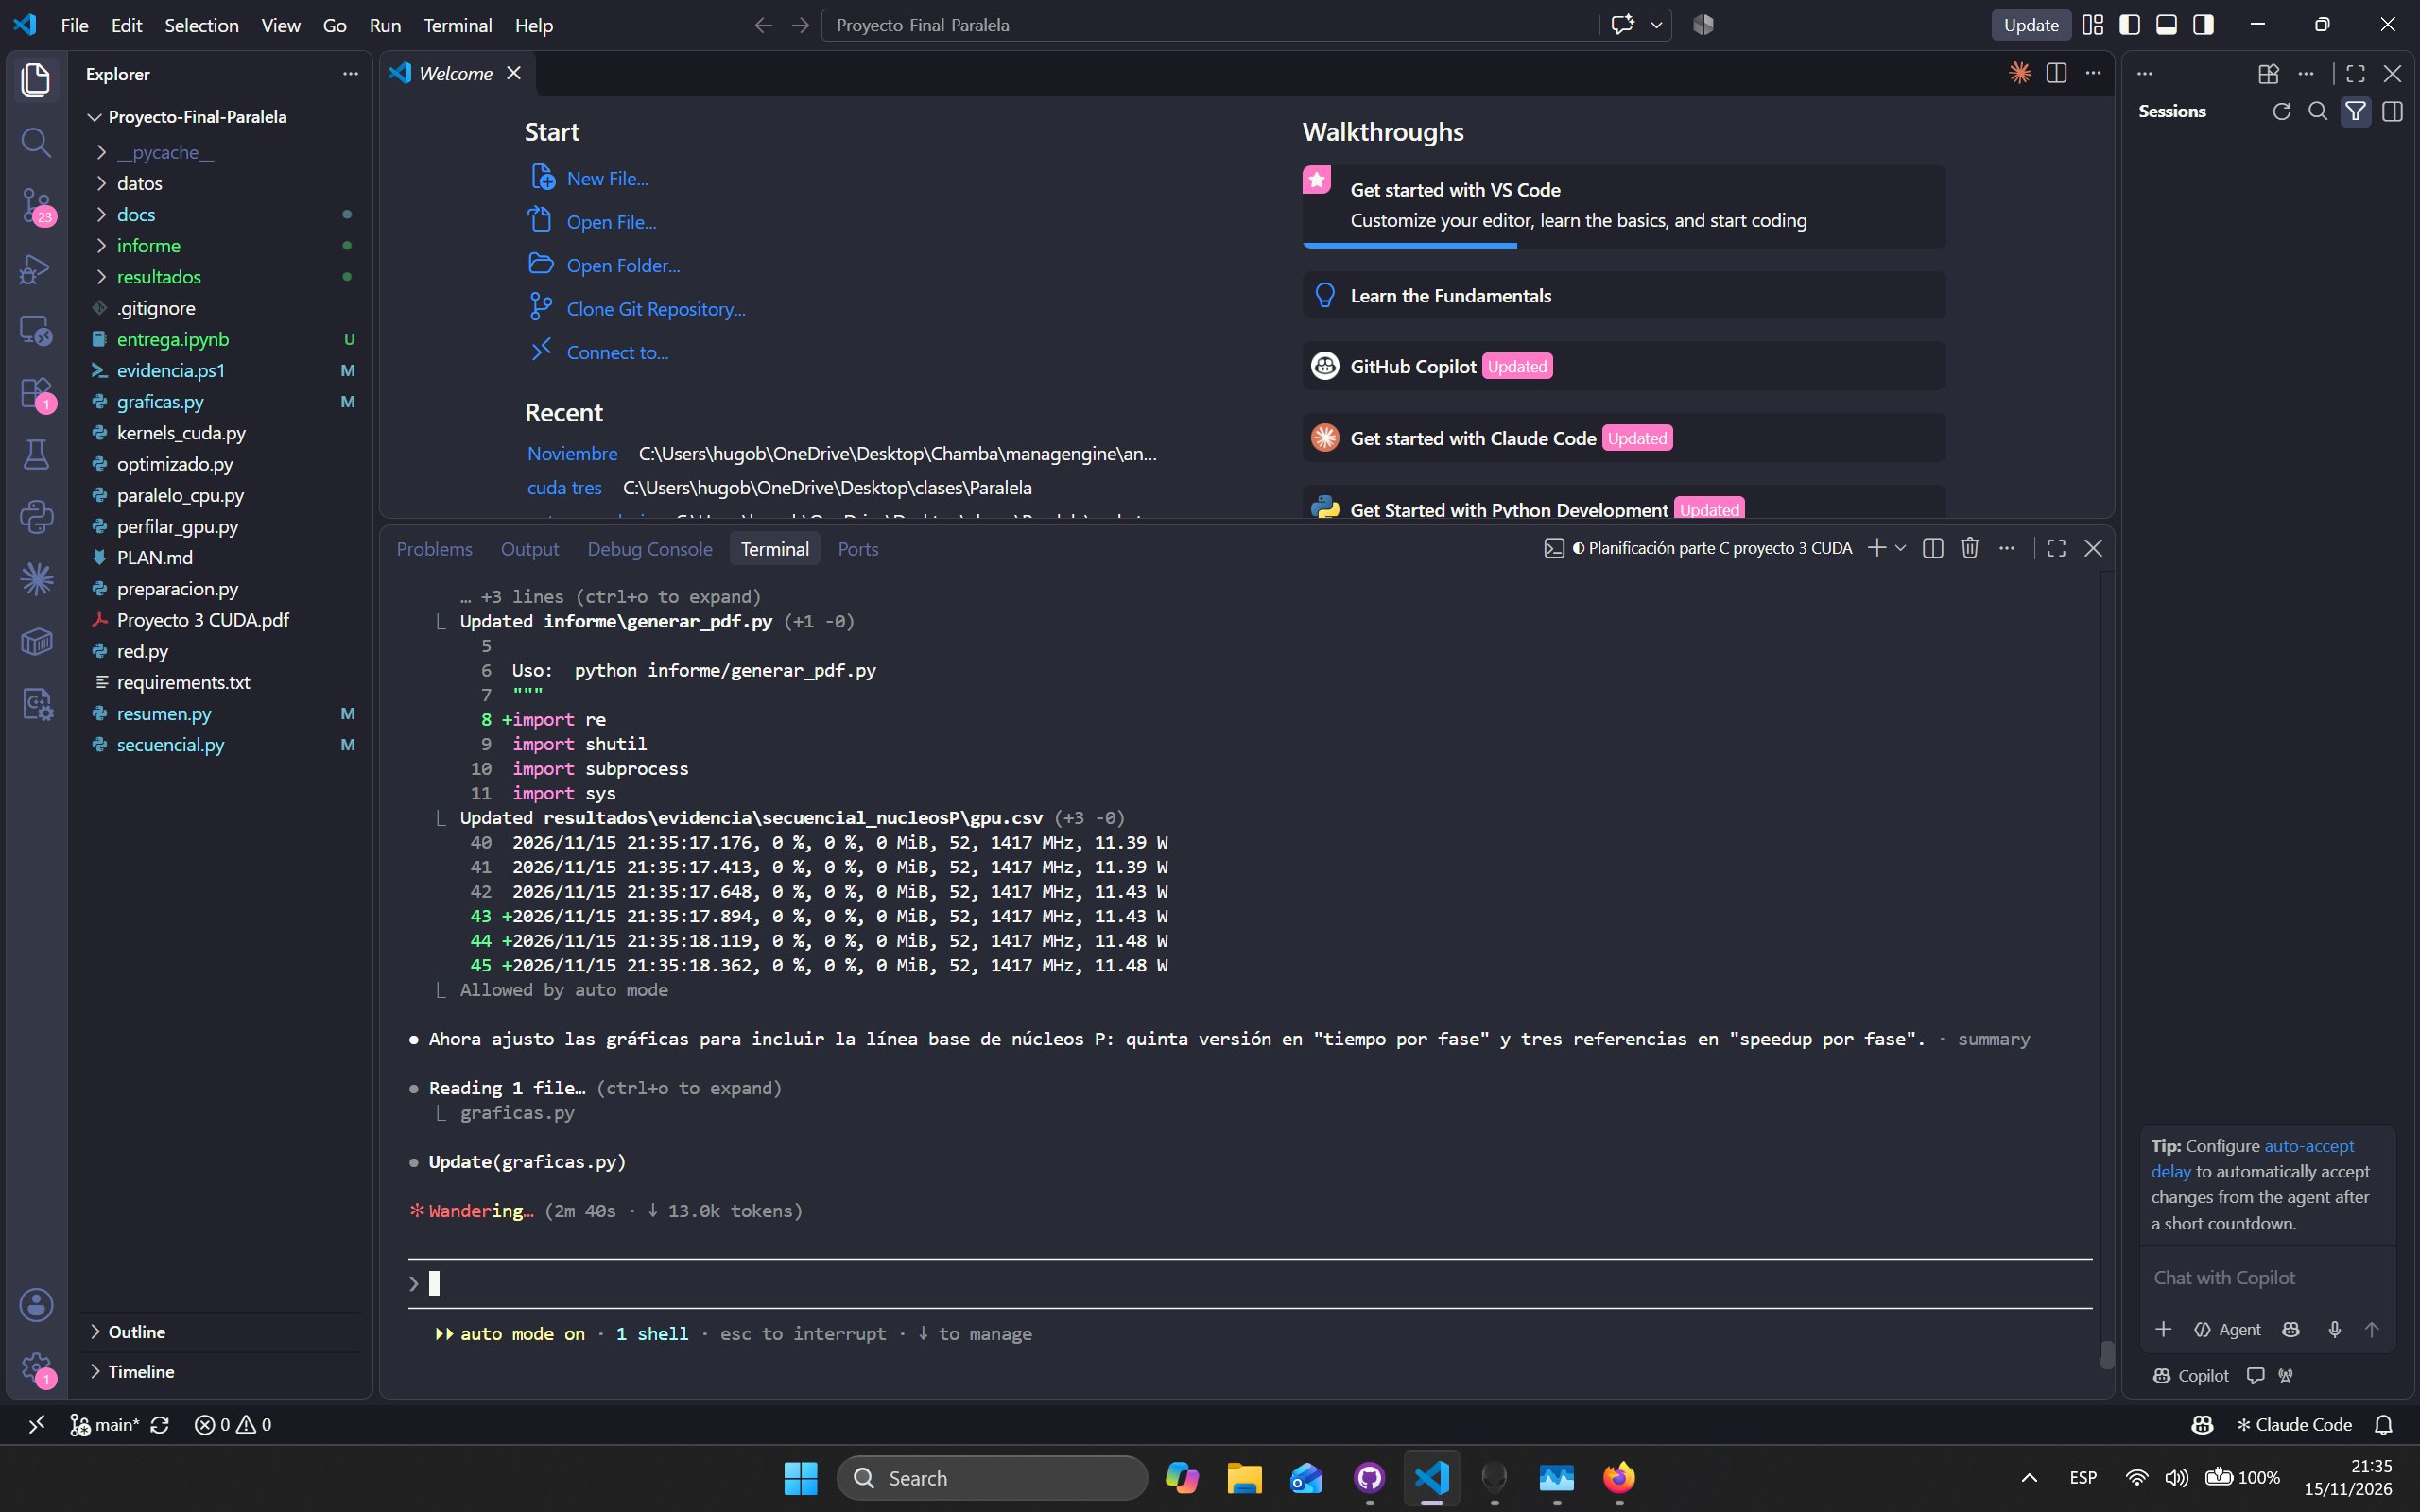 File Edit Selection View Go Run Terminal Help
Proyecto-Final-Paralela
Update
Explorer
Proyecto-Final-Paralela
__pycache__
datos
docs
informe
resultados
.gitignore
entrega.ipynb U
evidencia.ps1 M
graficas.py M
kernels_cuda.py
optimizado.py
paralelo_cpu.py
perfilar_gpu.py
PLAN.md
preparacion.py
Proyecto 3 CUDA.pdf
red.py
requirements.txt
resumen.py M
secuencial.py M
Outline
Timeline
23
1
1
Welcome
Start
New File...
Open File...
Open Folder...
Clone Git Repository...
Connect to...
Recent
Noviembre C:\Users\hugob\OneDrive\Desktop\Chamba\managengine\an...
cuda tres C:\Users\hugob\OneDrive\Desktop\clases\Paralela
Walkthroughs
Get started with VS Code
Customize your editor, learn the basics, and start coding
Learn the Fundamentals
GitHub Copilot Updated
Get started with Claude Code Updated
Get Started with Python Development Updated
Problems Output Debug Console Terminal Ports
Planificación parte C proyecto 3 CUDA
… +3 lines (ctrl+o to expand)
Updated informe\generar_pdf.py (+1 -0)
5
6 Uso: python informe/generar_pdf.py
7 """
8 +import re
9 import shutil
10 import subprocess
11 import sys
Updated resultados\evidencia\secuencial_nucleosP\gpu.csv (+3 -0)
40 2026/11/15 21:35:17.176, 0 %, 0 %, 0 MiB, 52, 1417 MHz, 11.39 W
41 2026/11/15 21:35:17.413, 0 %, 0 %, 0 MiB, 52, 1417 MHz, 11.39 W
42 2026/11/15 21:35:17.648, 0 %, 0 %, 0 MiB, 52, 1417 MHz, 11.43 W
43 +2026/11/15 21:35:17.894, 0 %, 0 %, 0 MiB, 52, 1417 MHz, 11.43 W
44 +2026/11/15 21:35:18.119, 0 %, 0 %, 0 MiB, 52, 1417 MHz, 11.48 W
45 +2026/11/15 21:35:18.362, 0 %, 0 %, 0 MiB, 52, 1417 MHz, 11.48 W
Allowed by auto mode
Ahora ajusto las gráficas para incluir la línea base de núcleos P: quinta versión en "tiempo por fase" y tres referencias en "speedup por fase". · summary
Reading 1 file… (ctrl+o to expand)
graficas.py
Update(graficas.py)
Wandering… (2m 40s · ↓ 13.0k tokens)
❯
auto mode on · 1 shell · esc to interrupt · ↓ to manage
Sessions
Tip: Configure auto-accept
delay to automatically accept
changes from the agent after
a short countdown.
Chat with Copilot
Agent
Copilot
main* 0 0
Claude Code
Search
ESP
100%
21:35
15/11/2026